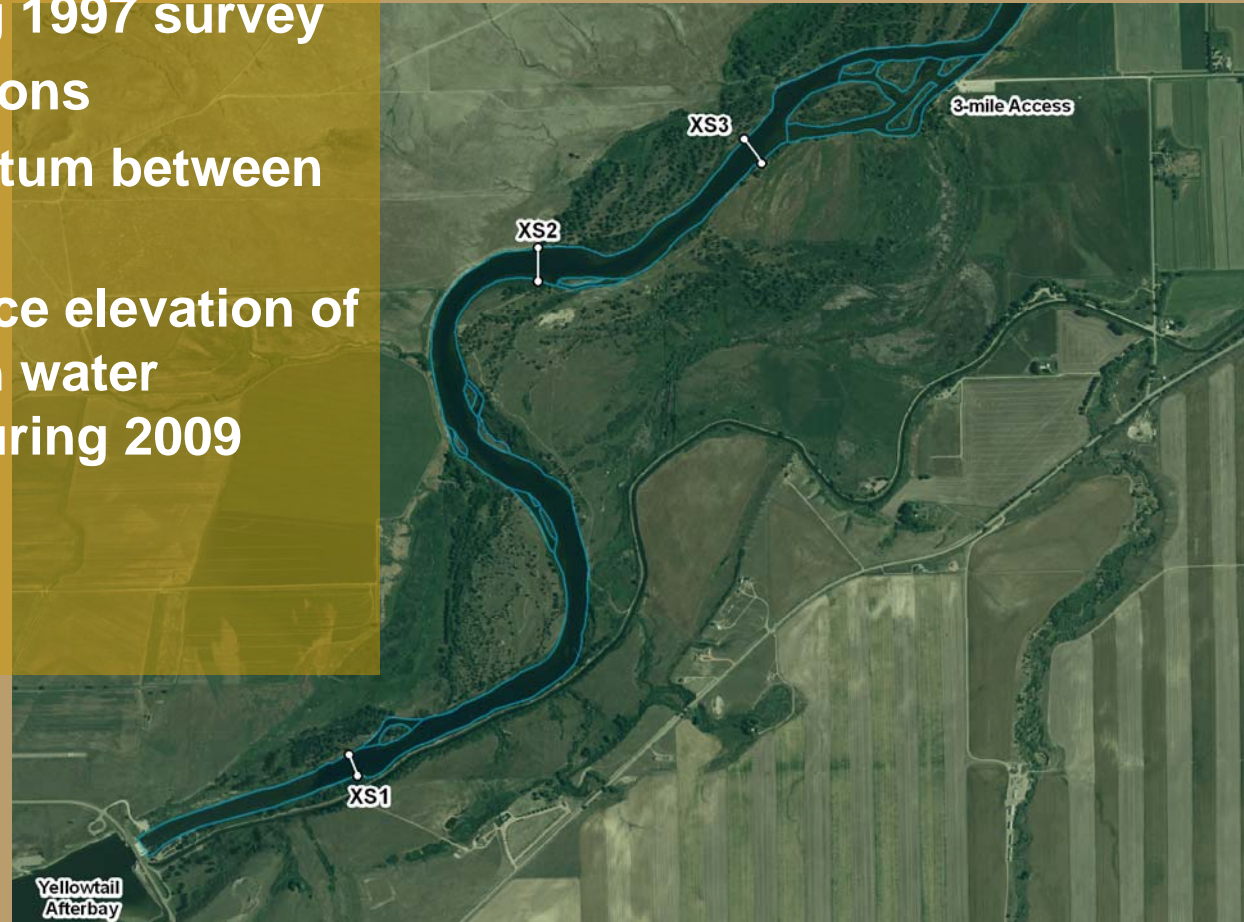 1997 survey
ons
tum between
ce elevation of
water
uring 2009
XS3
3-mile Access
XS2
XS1
Yellowtail
Afterbay